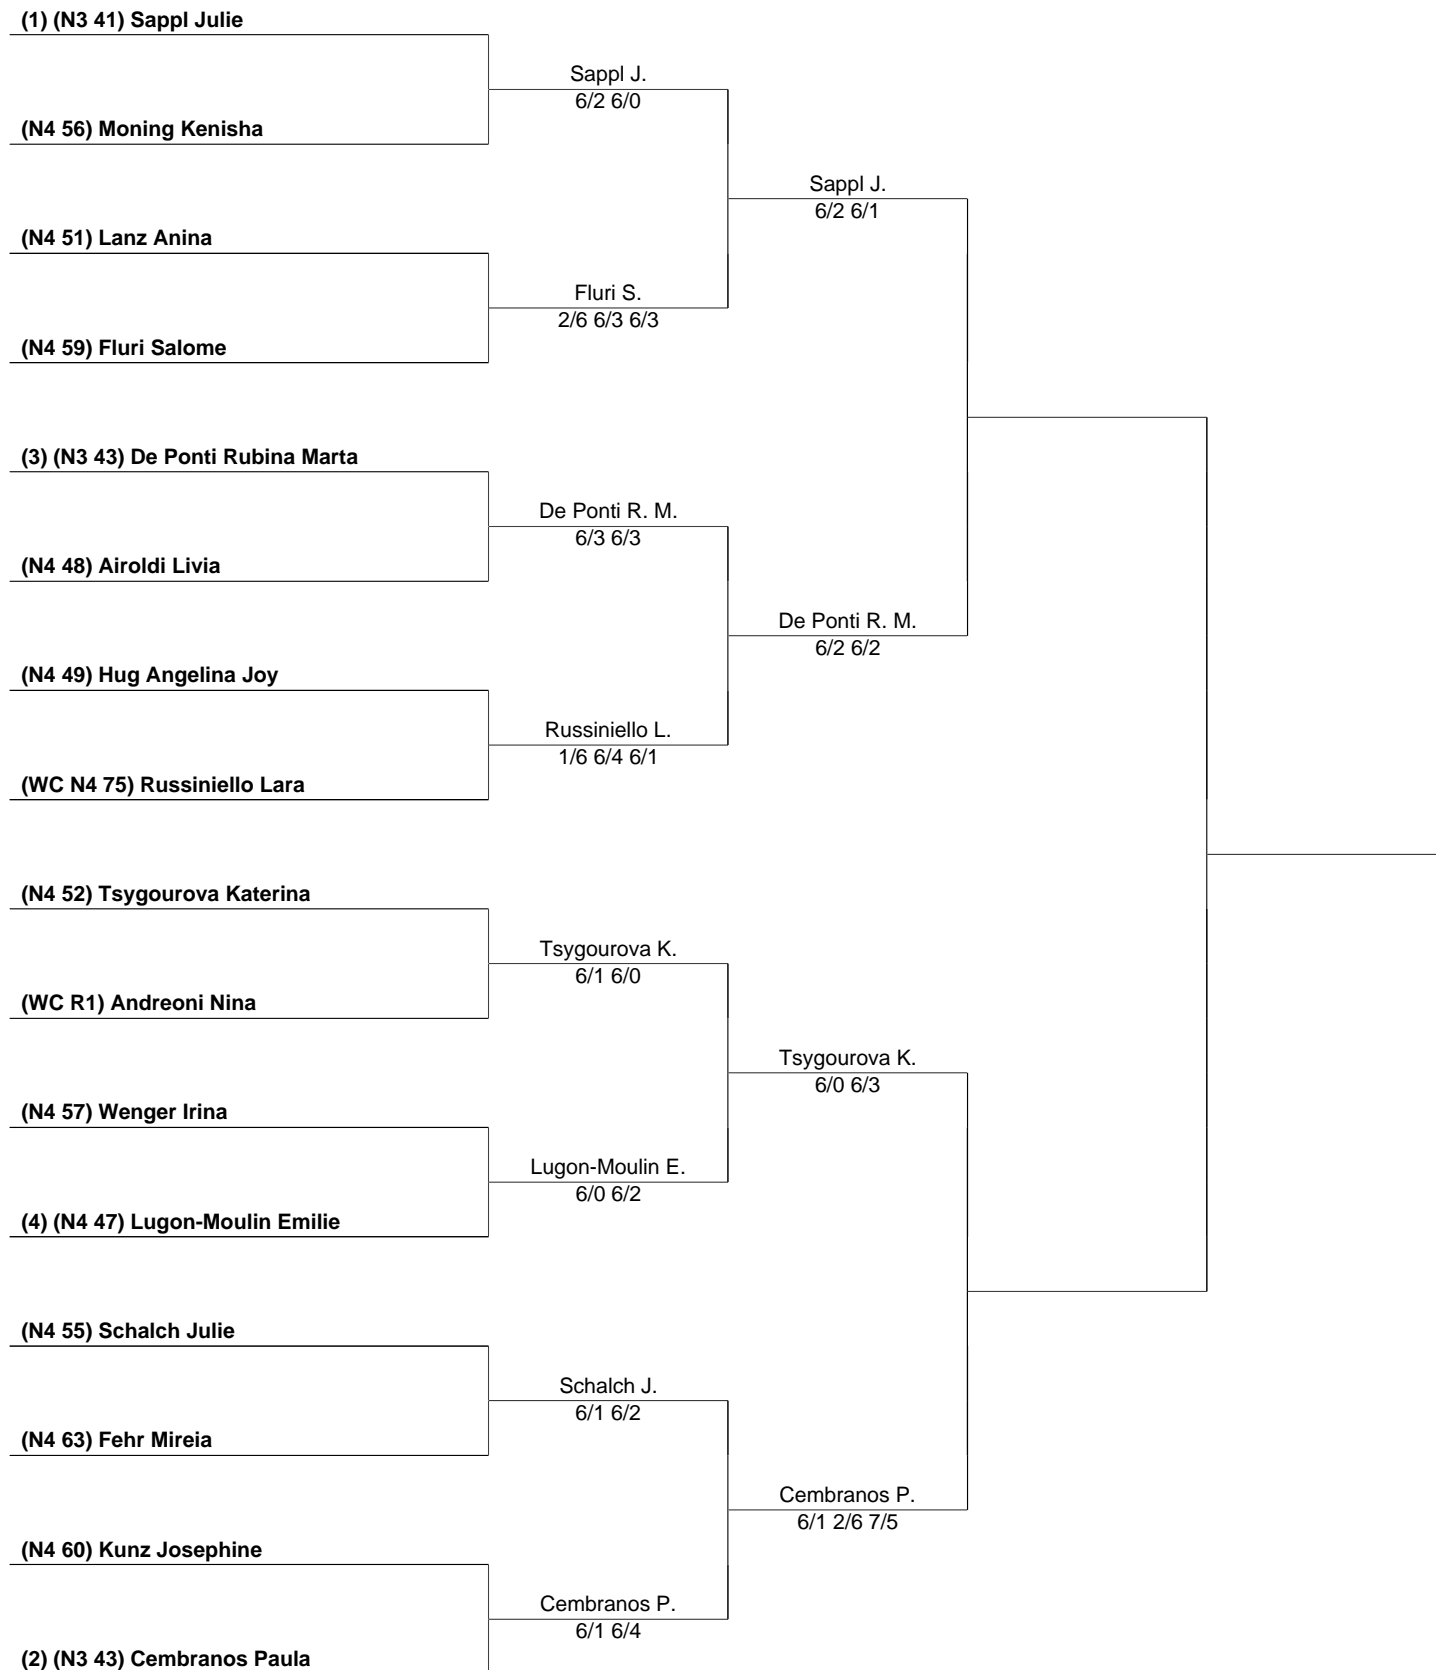 (1) (N3 41) Sappl Julie
Sappl J.
6/2 6/0
(N4 56) Moning Kenisha
Sappl J.
6/2 6/1
(N4 51) Lanz Anina
Fluri S.
2/6 6/3 6/3
(N4 59) Fluri Salome
(3) (N3 43) De Ponti Rubina Marta
De Ponti R. M.
6/3 6/3
(N4 48) Airoldi Livia
De Ponti R. M.
6/2 6/2
(N4 49) Hug Angelina Joy
Russiniello L.
1/6 6/4 6/1
(WC N4 75) Russiniello Lara
(N4 52) Tsygourova Katerina
Tsygourova K.
6/1 6/0
(WC R1) Andreoni Nina
Tsygourova K.
6/0 6/3
(N4 57) Wenger Irina
Lugon-Moulin E.
6/0 6/2
(4) (N4 47) Lugon-Moulin Emilie
(N4 55) Schalch Julie
Schalch J.
6/1 6/2
(N4 63) Fehr Mireia
Cembranos P.
6/1 2/6 7/5
(N4 60) Kunz Josephine
Cembranos P.
6/1 6/4
(2) (N3 43) Cembranos Paula